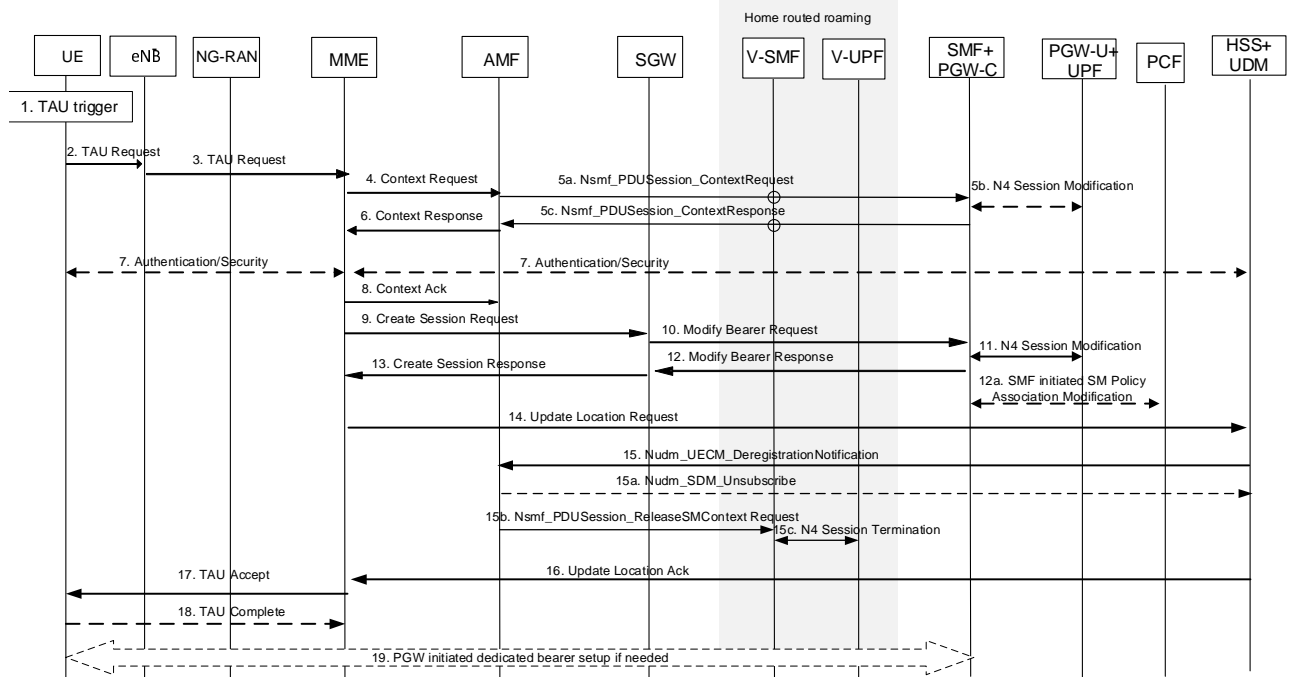 Home routed roaming
UE
eNB
NG-RAN
MME
AMF
SGW
V-SMF
V-UPF
SMF+
PGW-C
PGW-U+
UPF
PCF
HSS+
UDM
1. TAU trigger
2. TAU Request
3. TAU Request
4. Context Request
5a. Nsmf_PDUSession_ContextRequest
5b. N4 Session Modification
6. Context Response
5c. Nsmf_PDUSession_ContextResponse
7. Authentication/Security
7. Authentication/Security
8. Context Ack
9. Create Session Request
10. Modify Bearer Request
11. N4 Session Modification
12. Modify Bearer Response
13. Create Session Response
12a. SMF initiated SM Policy
Association Modification
14. Update Location Request
15. Nudm_UECM_DeregistrationNotification
15a. Nudm_SDM_Unsubscribe
15b. Nsmf_PDUSession_ReleaseSMContext Request
15c. N4 Session Termination
16. Update Location Ack
17. TAU Accept
18. TAU Complete
19. PGW initiated dedicated bearer setup if needed